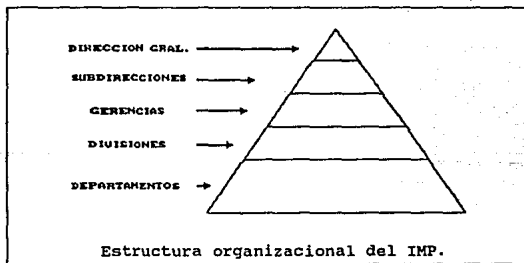 DIRECCION GRAL.
SUBDIRECCIONES
GERENCIAS
DIVISIONES
DEPARTAMENTOS
Estructura organizacional del IMP.